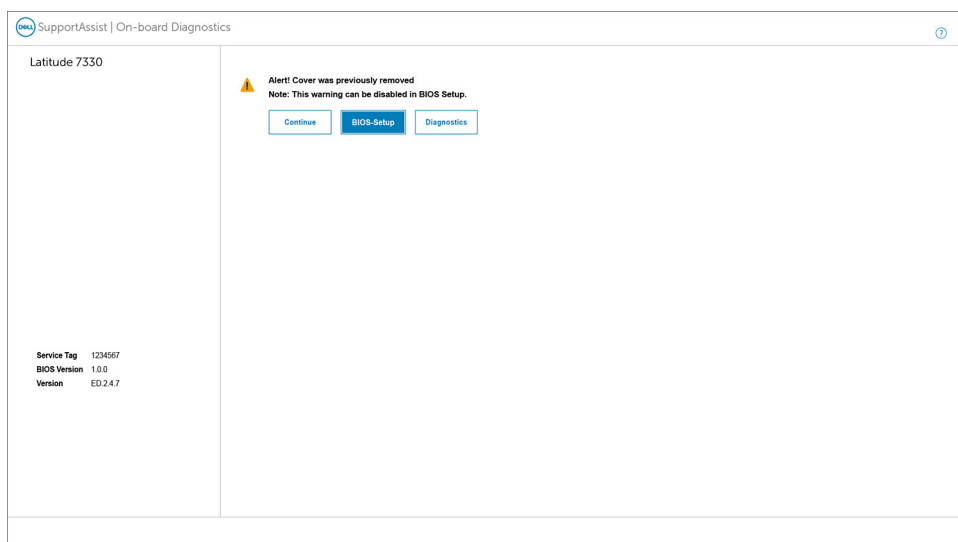 DELL SupportAssist | On-board Diagnostics
?
Latitude 7330
Alert! Cover was previously removed
Note: This warning can be disabled in BIOS Setup.
Continue BIOS-Setup Diagnostics
Service Tag 1234567
BIOS Version 1.0.0
Version ED.2.4.7